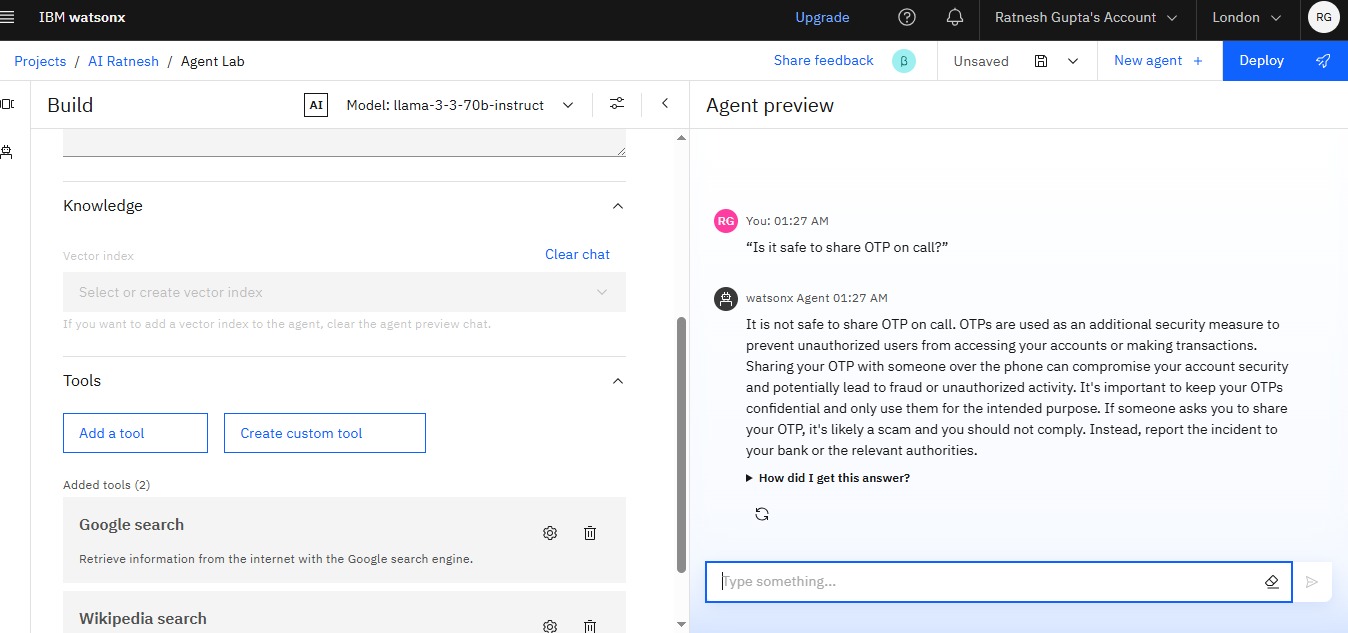 IBM watsonx
Upgrade
Ratnesh Gupta's Account
London
RG
Projects / AI Ratnesh / Agent Lab
Share feedback
β
Unsaved
New agent +
Deploy
Build
AI
Model: llama-3-3-70b-instruct
Agent preview
Knowledge
Vector index
Clear chat
Select or create vector index
If you want to add a vector index to the agent, clear the agent preview chat.
Tools
Add a tool
Create custom tool
Added tools (2)
Google search
Retrieve information from the internet with the Google search engine.
Wikipedia search
RG
You: 01:27 AM
“Is it safe to share OTP on call?”
watsonx Agent 01:27 AM
It is not safe to share OTP on call. OTPs are used as an additional security measure to
prevent unauthorized users from accessing your accounts or making transactions.
Sharing your OTP with someone over the phone can compromise your account security
and potentially lead to fraud or unauthorized activity. It's important to keep your OTPs
confidential and only use them for the intended purpose. If someone asks you to share
your OTP, it's likely a scam and you should not comply. Instead, report the incident to
your bank or the relevant authorities.
How did I get this answer?
Type something...